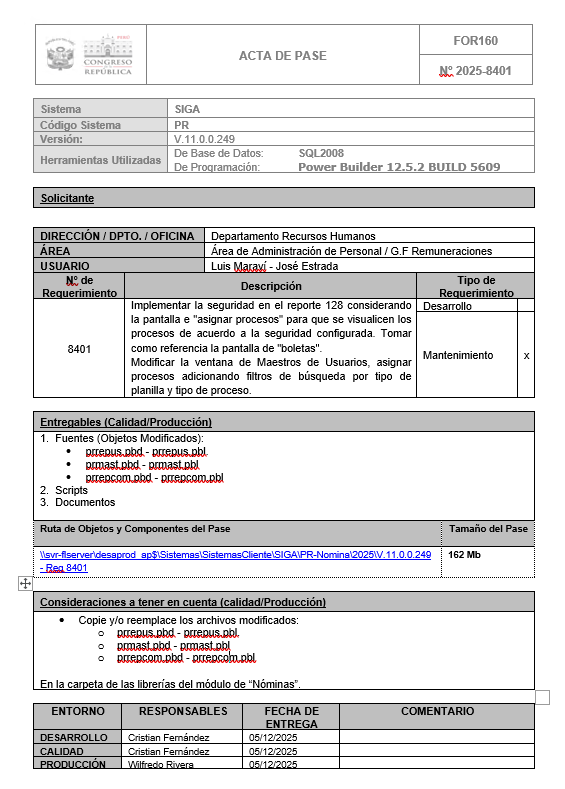 PERÚ
CONGRESO
REPÚBLICA
ACTA DE PASE
FOR160
N° 2025-8401
Sistema SIGA
Código Sistema PR
Versión: V.11.0.0.249
Herramientas Utilizadas
De Base de Datos: SQL2008
De Programación: Power Builder 12.5.2 BUILD 5609
Solicitante
DIRECCIÓN / DPTO. / OFICINA Departamento Recursos Humanos
ÁREA Área de Administración de Personal / G.F Remuneraciones
USUARIO Luis Maraví - José Estrada
N° de Requerimiento
Descripción
Tipo de Requerimiento
8401
Implementar la seguridad en el reporte 128 considerando
la pantalla e "asignar procesos" para que se visualicen los
procesos de acuerdo a la seguridad configurada. Tomar
como referencia la pantalla de "boletas".
Modificar la ventana de Maestros de Usuarios, asignar
procesos adicionando filtros de búsqueda por tipo de
planilla y tipo de proceso.
Desarrollo
Mantenimiento x
Entregables (Calidad/Producción)
1. Fuentes (Objetos Modificados):
• prrepus.pbd - prrepus.pbl
• prmast.pbd - prmast.pbl
• prrepcom.pbd - prrepcom.pbl
2. Scripts
3. Documentos
Ruta de Objetos y Componentes del Pase Tamaño del Pase
\\svr-flserver\desaprod_ap$\Sistemas\SistemasCliente\SIGA\PR-Nomina\2025\V.11.0.0.249
- Req 8401
162 Mb
Consideraciones a tener en cuenta (calidad/Producción)
• Copie y/o reemplace los archivos modificados:
o prrepus.pbd - prrepus.pbl
o prmast.pbd - prmast.pbl
o prrepcom.pbd - prrepcom.pbl
En la carpeta de las librerías del módulo de “Nóminas”.
ENTORNO RESPONSABLES FECHA DE ENTREGA COMENTARIO
DESARROLLO Cristian Fernández 05/12/2025
CALIDAD Cristian Fernández 05/12/2025
PRODUCCIÓN Wilfredo Rivera 05/12/2025